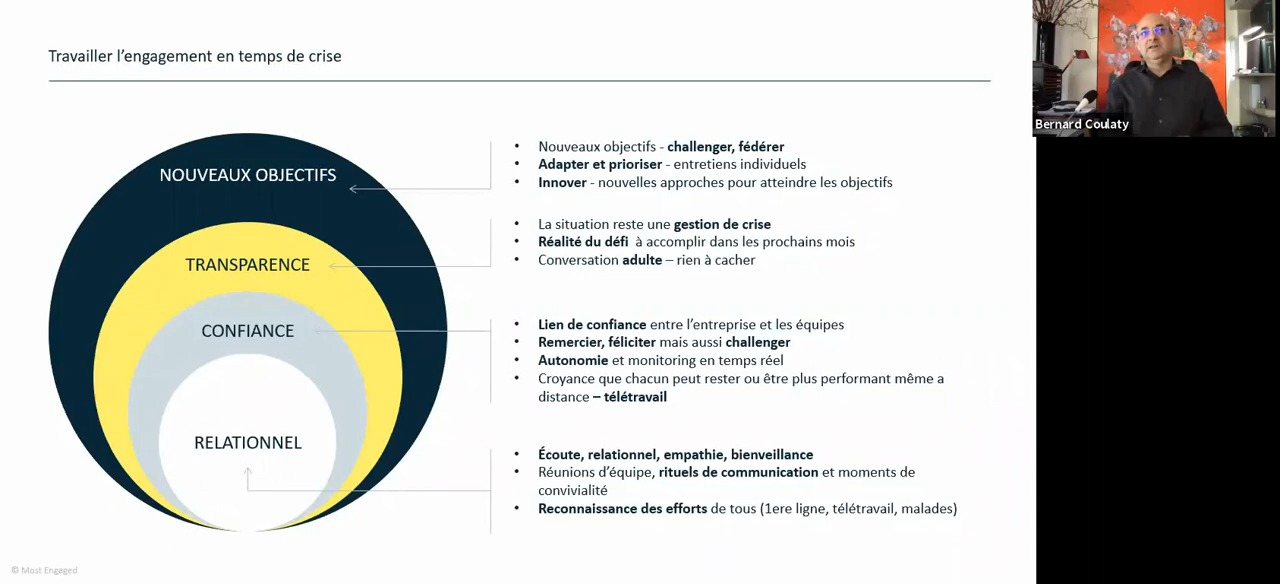 Travailler l'engagement en temps de crise
Bernard Coulaty
NOUVEAUX OBJECTIFS
• Nouveaux objectifs - challenger, fédérer
• Adapter et prioriser - entretiens individuels
• Innover - nouvelles approches pour atteindre les objectifs
TRANSPARENCE
• La situation reste une gestion de crise
• Réalité du défi à accomplir dans les prochains mois
• Conversation adulte – rien à cacher
CONFIANCE
• Lien de confiance entre l'entreprise et les équipes
• Remercier, féliciter mais aussi challenger
• Autonomie et monitoring en temps réel
• Croyance que chacun peut rester ou être plus performant même a
distance – télétravail
RELATIONNEL
• Écoute, relationnel, empathie, bienveillance
• Réunions d'équipe, rituels de communication et moments de
convivialité
• Reconnaissance des efforts de tous (1ere ligne, télétravail, malades)
© Most Engaged